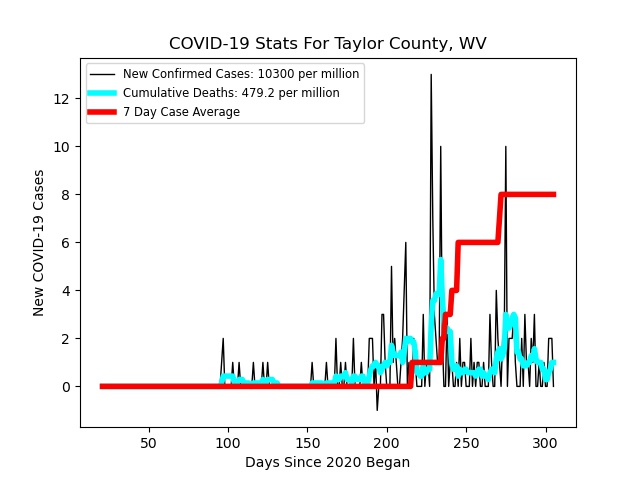 COVID-19 Stats For Taylor County, WV
New Confirmed Cases: 10300 per million
Cumulative Deaths: 479.2 per million
7 Day Case Average
New COVID-19 Cases
12
10
8
6
4
2
0
50
100
150
200
250
300
Days Since 2020 Began